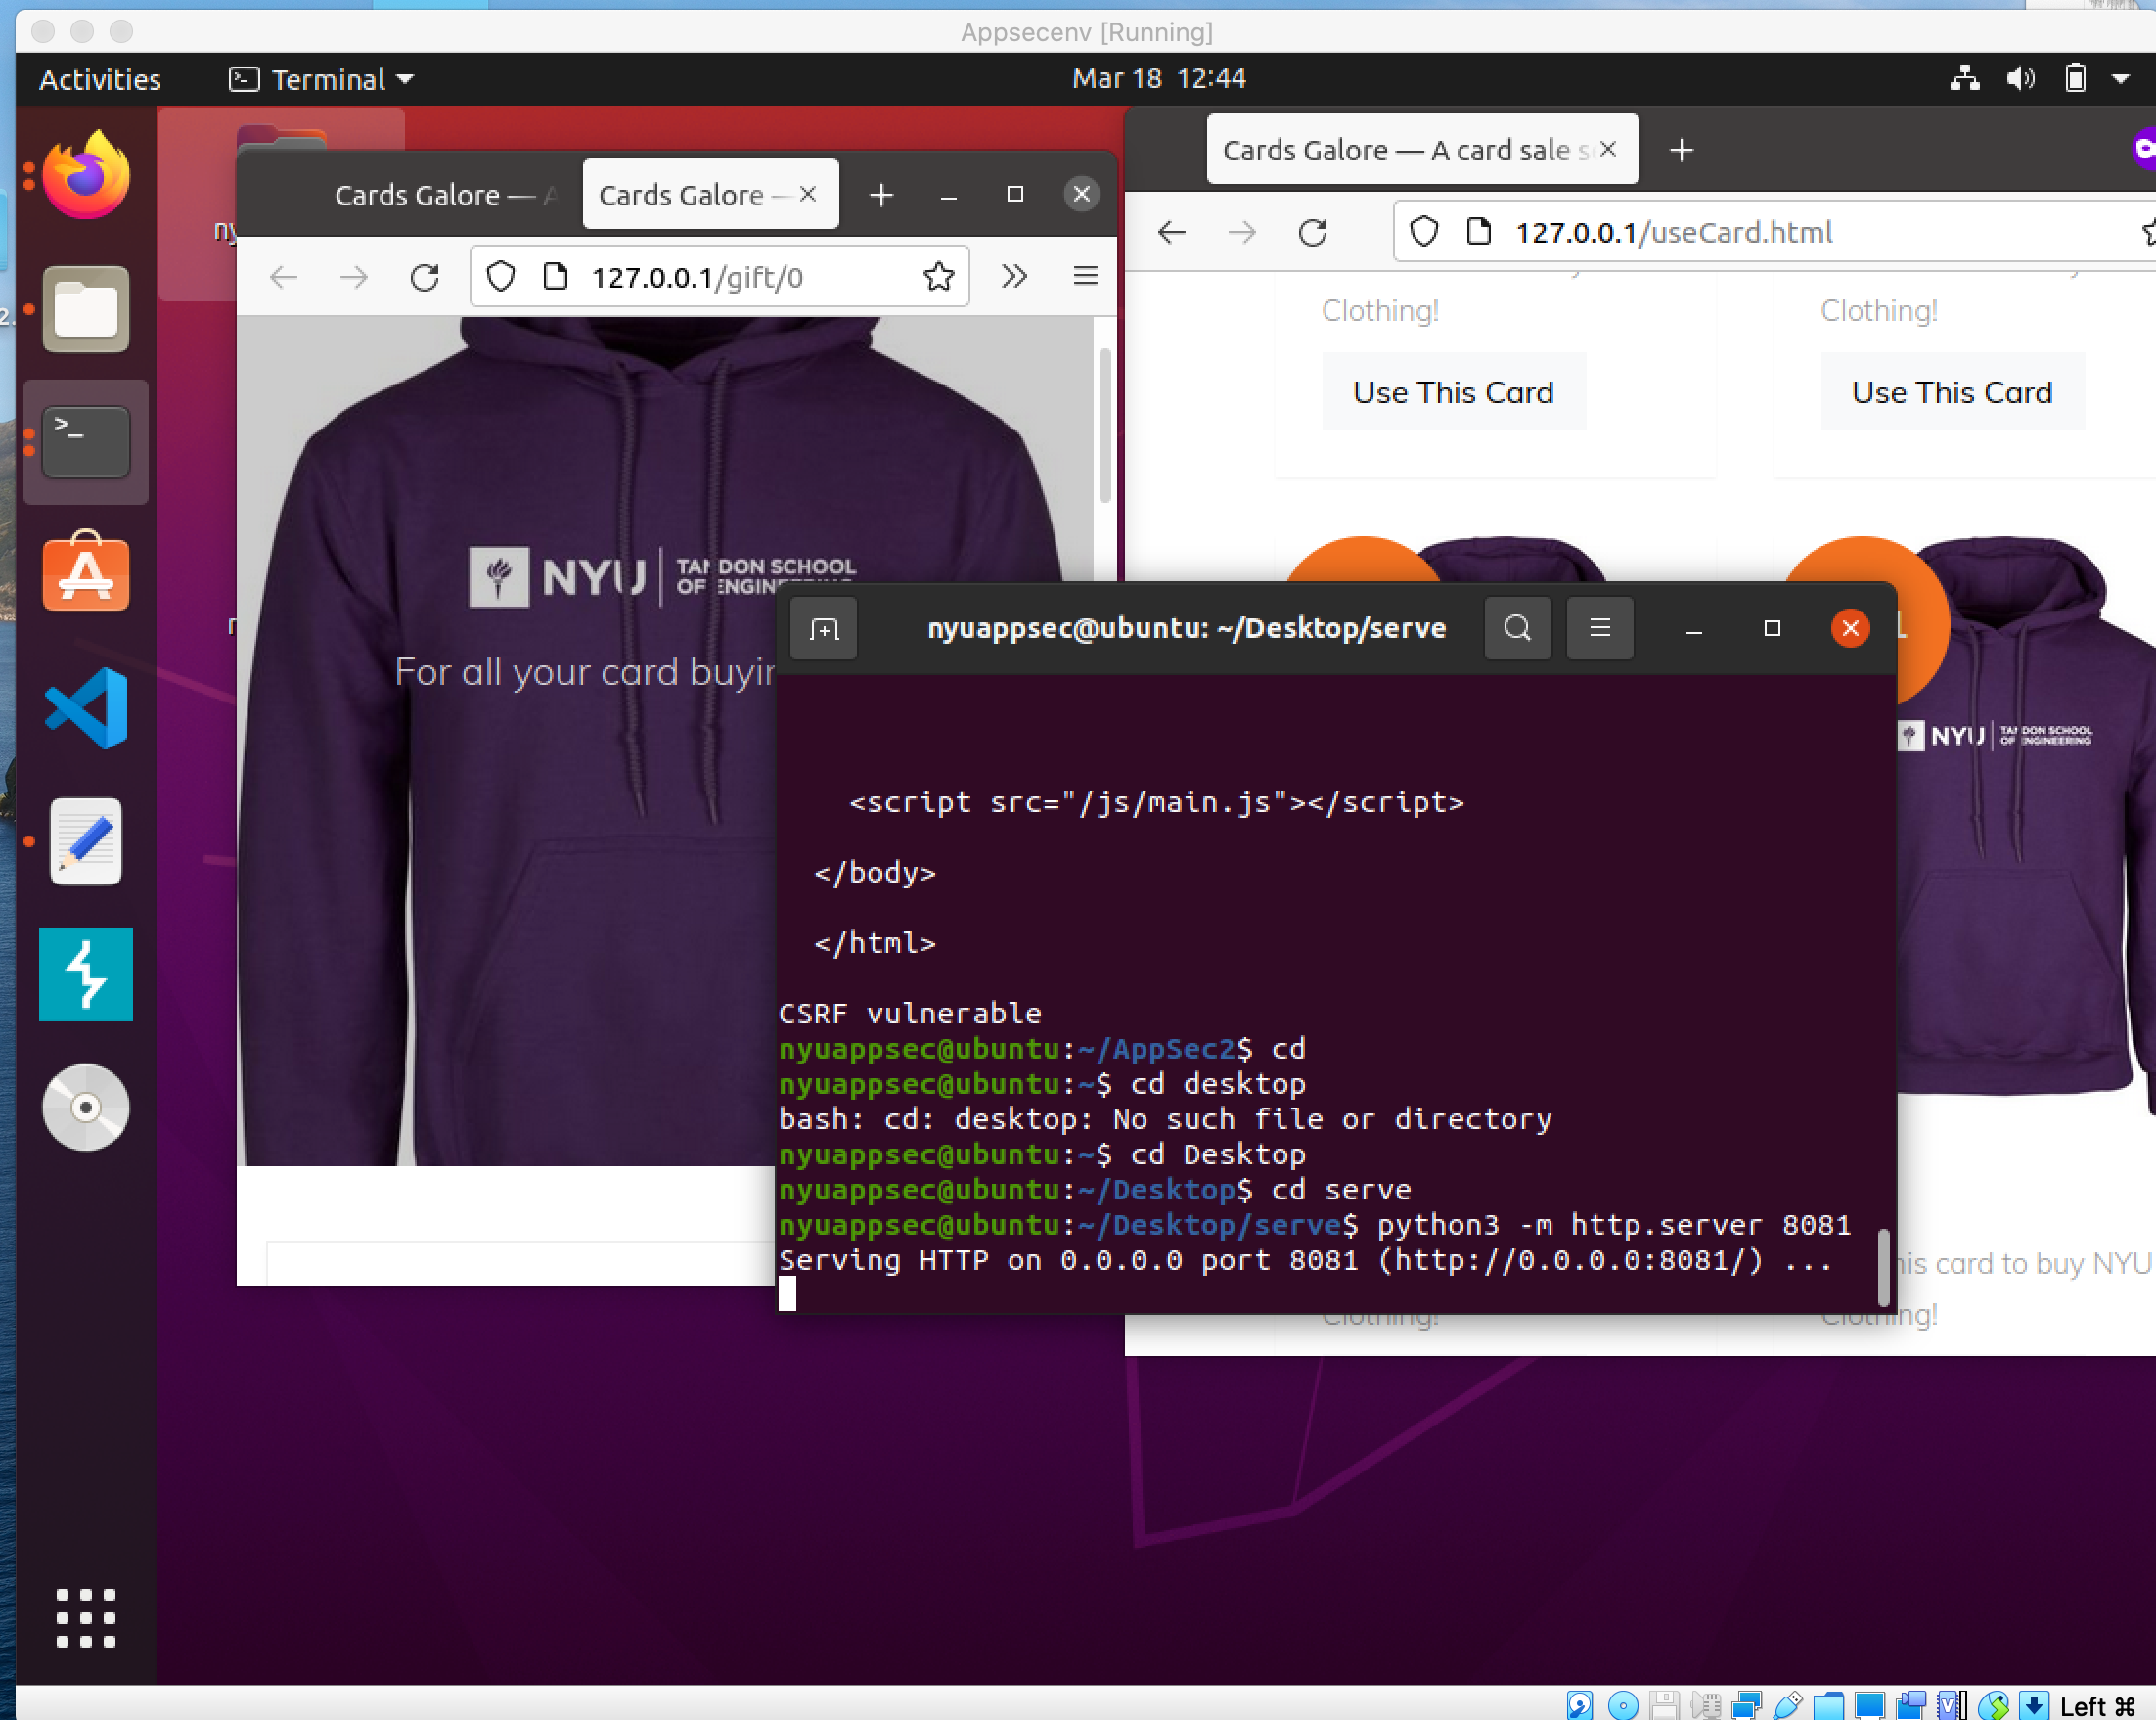 Appsecenv [Running]
Activities
Terminal
Mar 18 12:44
Cards Galore —
Cards Galore —
127.0.0.1/gift/0
NYU
TANDON SCHOOL
OF ENGINEERING
For all your card
Cards Galore — A card sale
127.0.0.1/useCard.html
Clothing!
Clothing!
Use This Card
Use This Card
NYU
TANDON SCHOOL
OF ENGINEERING
card to buy NYU
Clothing!
Clothing!
nyuappsec@ubuntu: ~/Desktop/serve
<script src="/js/main.js"></script>
</body>
</html>
CSRF vulnerable
nyuappsec@ubuntu:~/AppSec2$ cd
nyuappsec@ubuntu:~$ cd desktop
bash: cd: desktop: No such file or directory
nyuappsec@ubuntu:~$ cd Desktop
nyuappsec@ubuntu:~/Desktop$ cd serve
nyuappsec@ubuntu:~/Desktop/serve$ python3 -m http.server 8081
Serving HTTP on 0.0.0.0 port 8081 (http://0.0.0.0:8081/) ...
Left ⌘